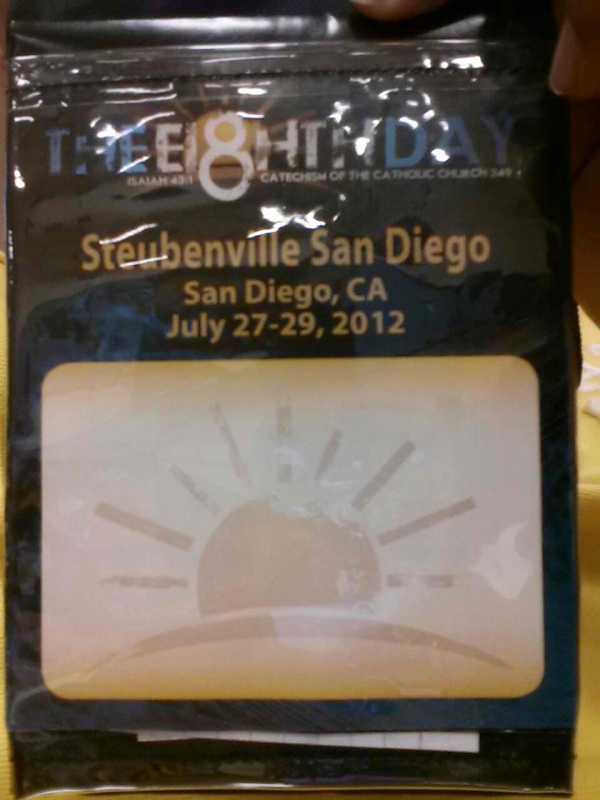 THE EI8HTH DAY
ISAIAH 43:1 CATECHISM OF THE CATHOLIC CHURCH 349
Steubenville San Diego
San Diego, CA
July 27-29, 2012